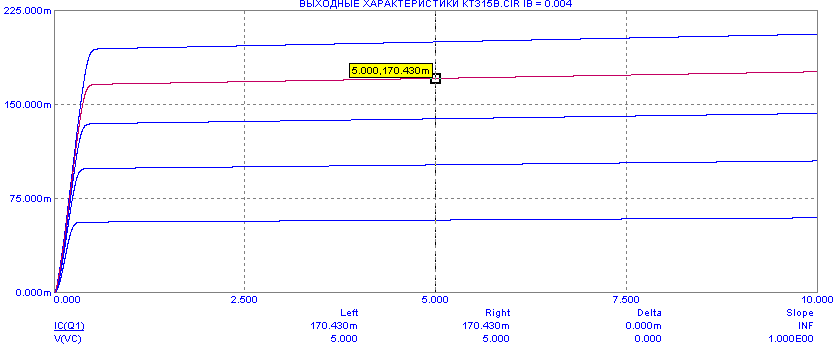 ВЫХОДНЫЕ ХАРАКТЕРИСТИКИ КТ315B.CIR IB = 0.004
225.000m
5.000,170.430m
150.000m
75.000m
0.000m
0.000 2.500 5.000 7.500 10.000
Left Right Delta Slope
IC(Q1) 170.430m 170.430m 0.000m INF
V(VC) 5.000 5.000 0.000 1.000E00